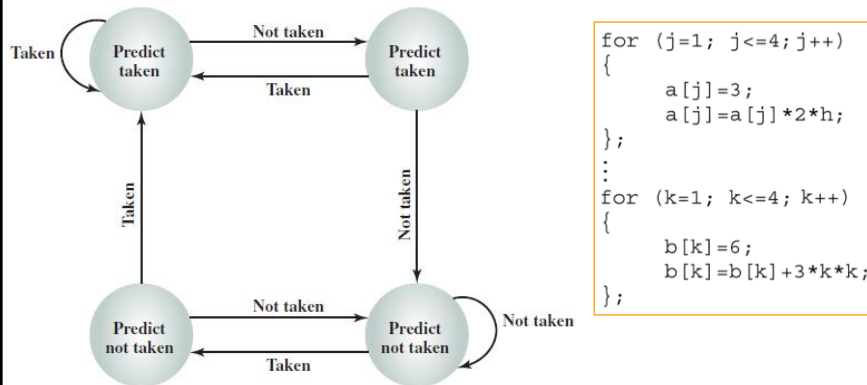 Not taken
Taken
Predict
taken
Predict
taken
Taken
Taken
Not taken
Not taken
Predict
not taken
Predict
not taken
Not taken
Taken
for (j=1; j<=4; j++)
{
a[j]=3;
a[j]=a[j]*2*h;
};
⋮
for (k=1; k<=4; k++)
{
b[k]=6;
b[k]=b[k]+3*k*k;
};